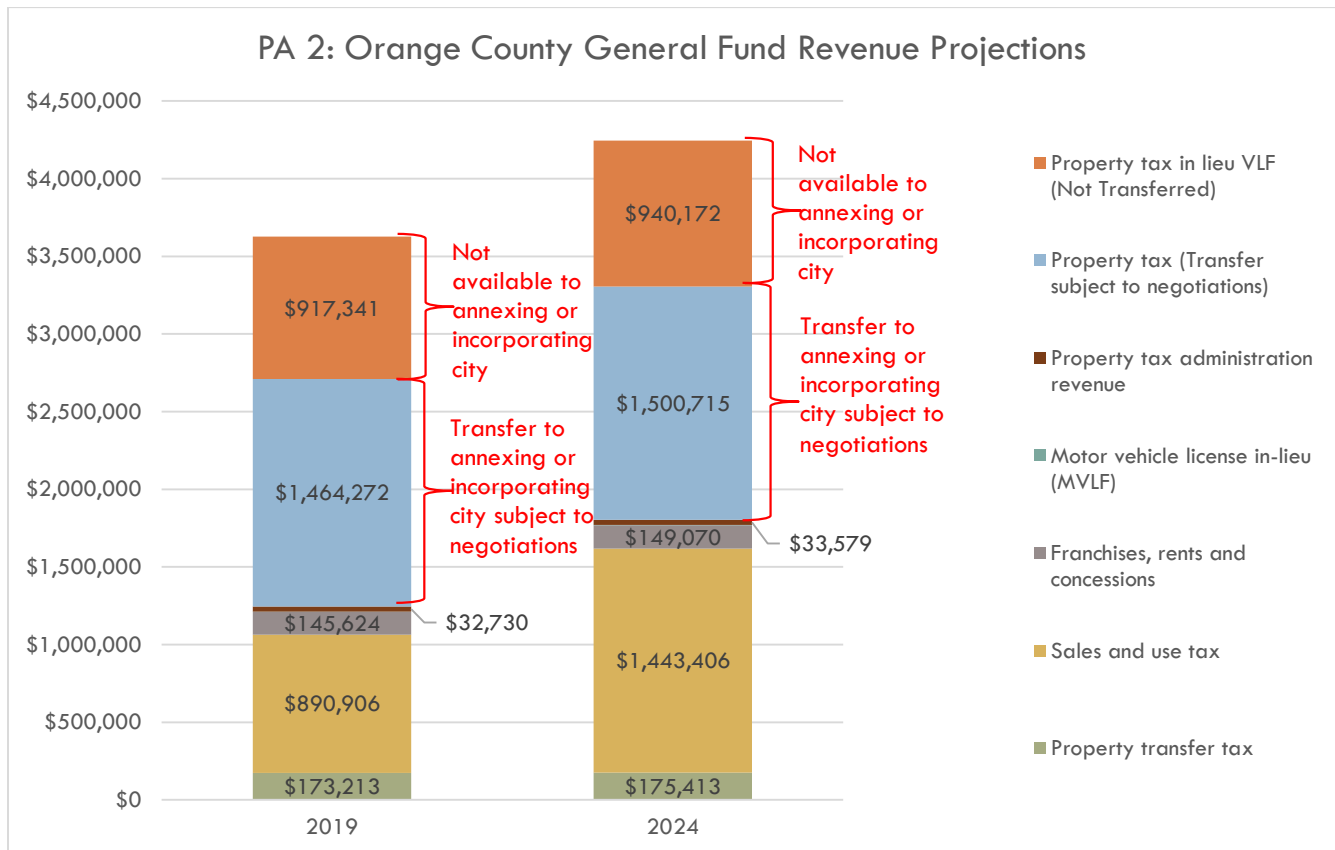 PA 2: Orange County General Fund Revenue Projections
$4,500,000
$4,000,000
$3,500,000
$3,000,000
$2,500,000
$2,000,000
$1,500,000
$1,000,000
$500,000
$0
$917,341
$1,464,272
$32,730
$145,624
$890,906
$173,213
2019
Not
available to
annexing or
incorporating
city
Transfer to
annexing or
incorporating
city subject to
negotiations
$940,172
$1,500,715
$33,579
$149,070
$1,443,406
$175,413
2024
Not
available to
annexing or
incorporating
city
Transfer to
annexing or
incorporating
city subject to
negotiations
Property tax in lieu VLF
(Not Transferred)
Property tax (Transfer
subject to negotiations)
Property tax administration
revenue
Motor vehicle license in-lieu
(MVLF)
Franchises, rents and
concessions
Sales and use tax
Property transfer tax